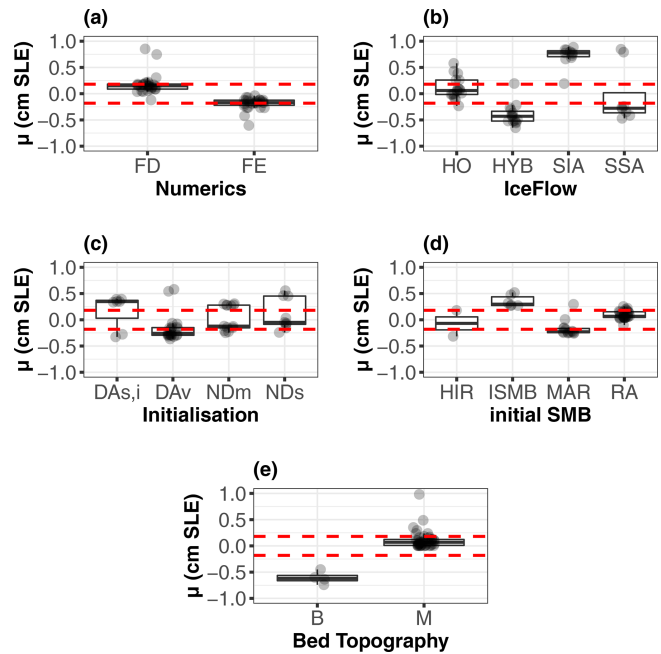 (a)
μ (cm SLE)
1.0
0.5
0.0
−0.5
−1.0
FD FE
Numerics
(b)
μ (cm SLE)
1.0
0.5
0.0
−0.5
−1.0
HO HYB SIA SSA
IceFlow
(c)
μ (cm SLE)
1.0
0.5
0.0
−0.5
−1.0
DAs,i DAv NDm NDs
Initialisation
(d)
μ (cm SLE)
1.0
0.5
0.0
−0.5
−1.0
HIR ISMB MAR RA
initial SMB
(e)
μ (cm SLE)
1.0
0.5
0.0
−0.5
−1.0
B M
Bed Topography